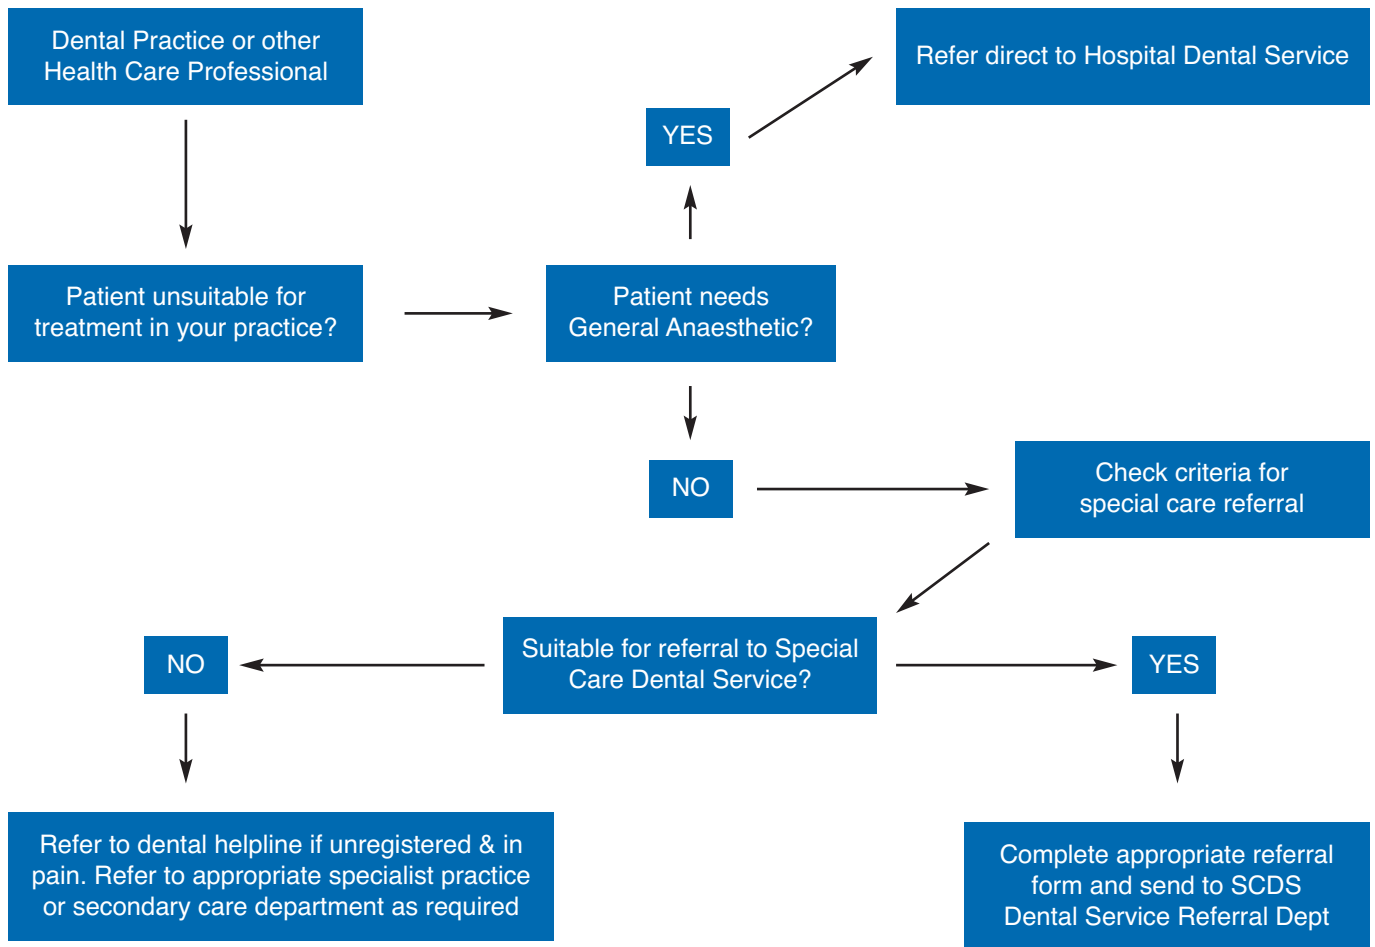 Dental Practice or other
Health Care Professional
Refer direct to Hospital Dental Service
YES
Patient unsuitable for
treatment in your practice?
Patient needs
General Anaesthetic?
NO
Check criteria for
special care referral
Suitable for referral to Special
Care Dental Service?
NO
YES
Refer to dental helpline if unregistered & in
pain. Refer to appropriate specialist practice
or secondary care department as required
Complete appropriate referral
form and send to SCDS
Dental Service Referral Dept